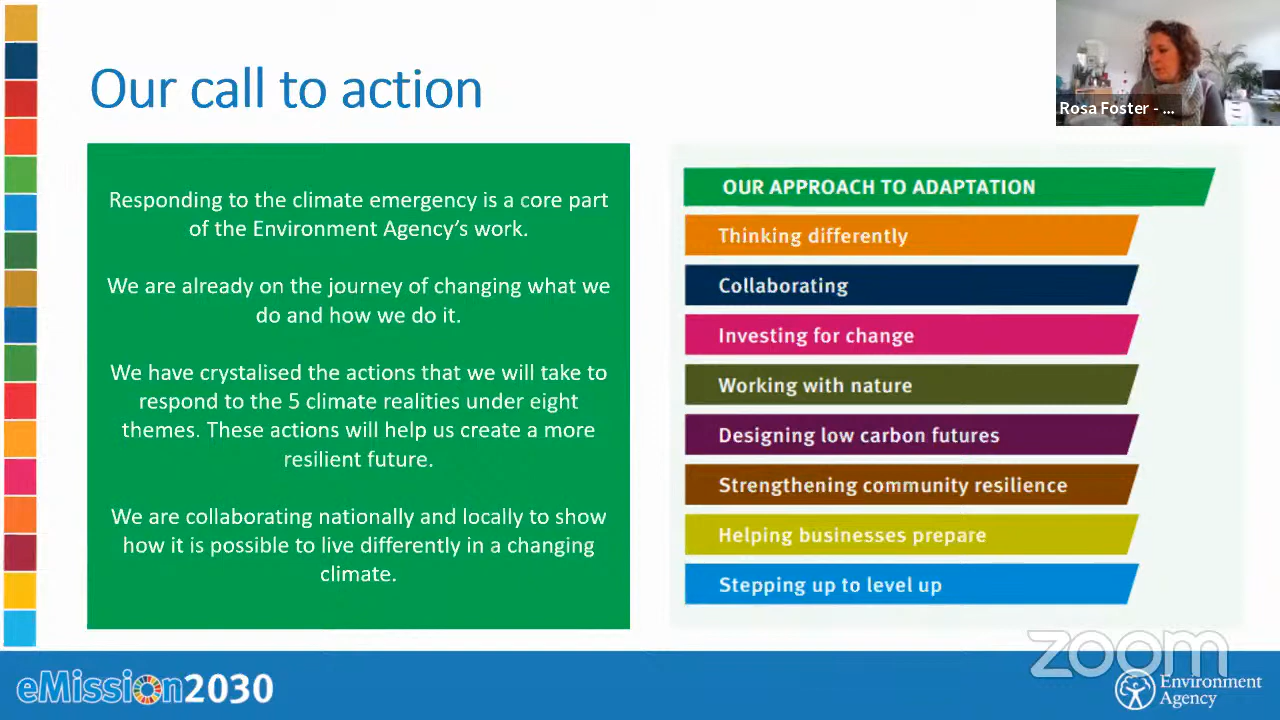 Our call to action
Rosa Foster - ...
Responding to the climate emergency is a core part
of the Environment Agency's work.
We are already on the journey of changing what we
do and how we do it.
We have crystalised the actions that we will take to
respond to the 5 climate realities under eight
themes. These actions will help us create a more
resilient future.
We are collaborating nationally and locally to show
how it is possible to live differently in a changing
climate.
OUR APPROACH TO ADAPTATION
Thinking differently
Collaborating
Investing for change
Working with nature
Designing low carbon futures
Strengthening community resilience
Helping businesses prepare
Stepping up to level up
zoom
eMission2030
Environment
Agency